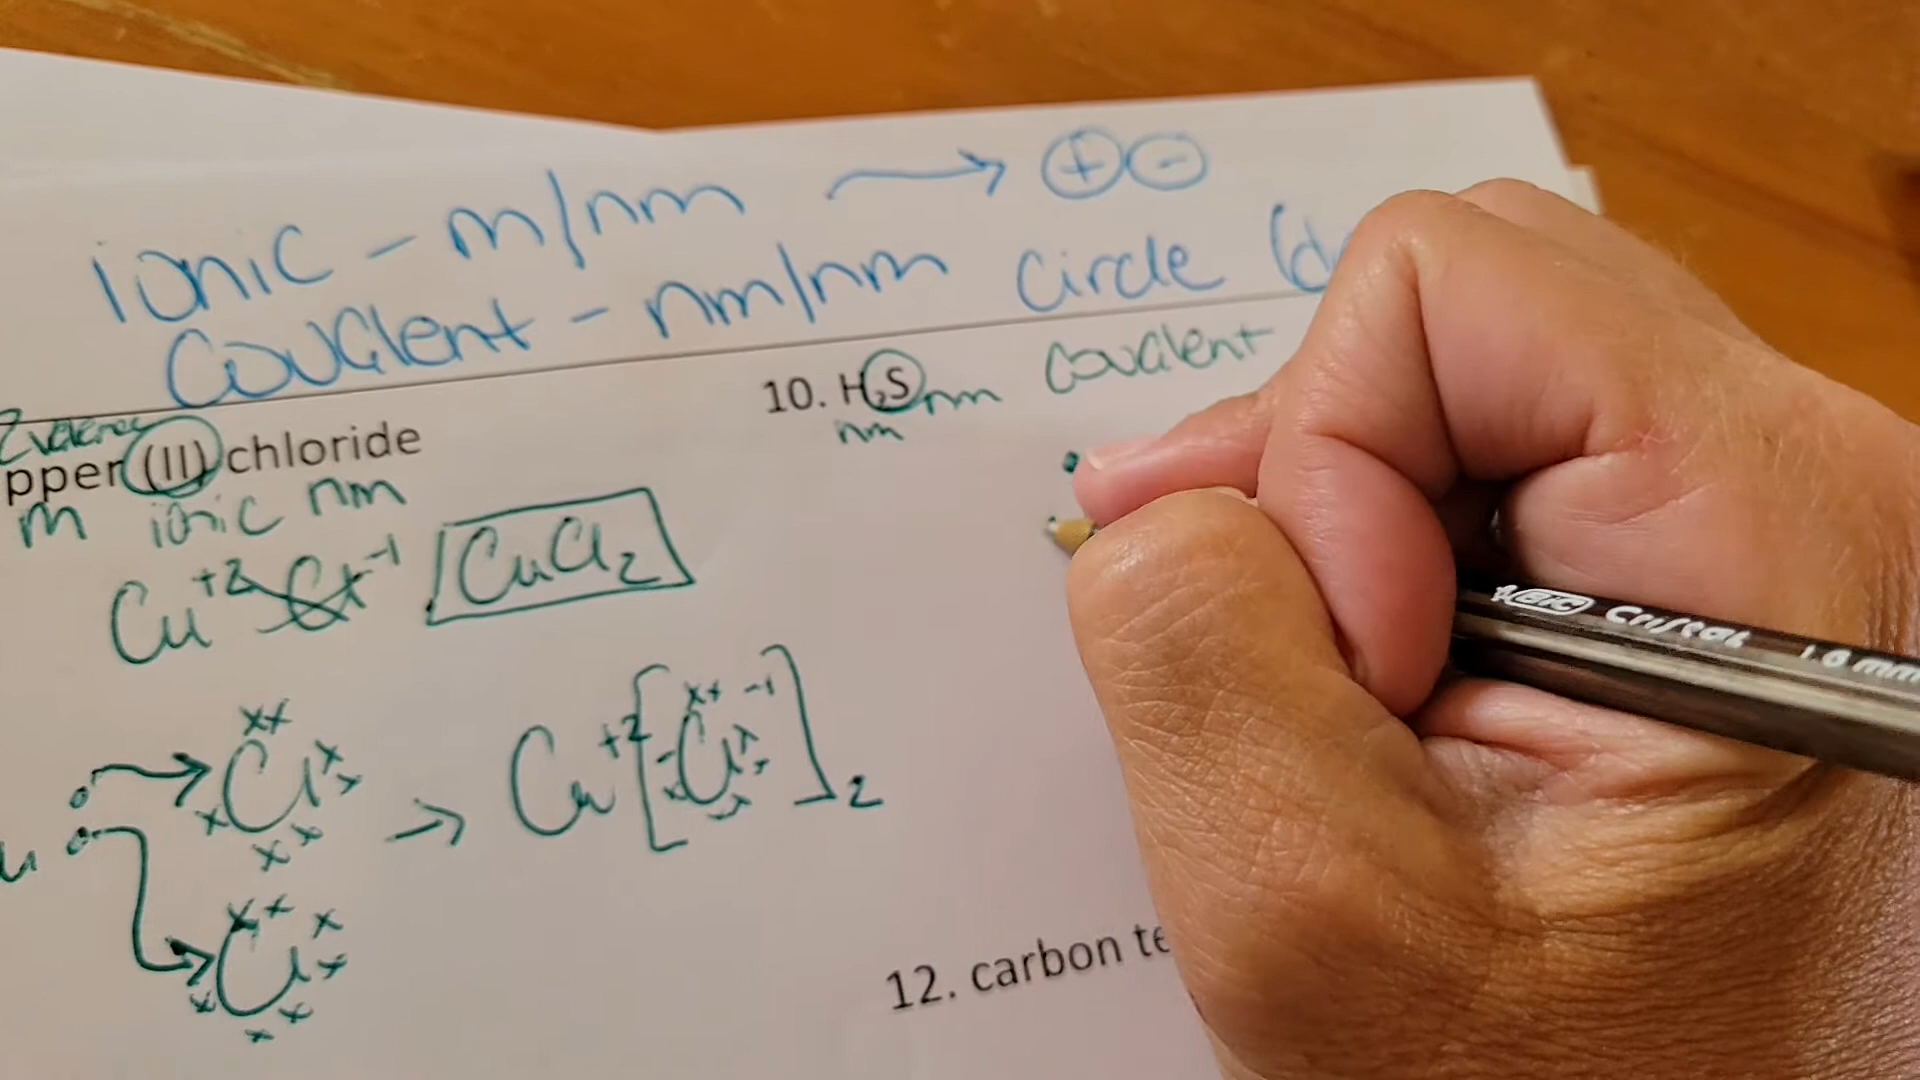 ionic - m/nm → + -
covalent - nm/nm circle (d
2 valence
pper (II) chloride
m ionic nm
Cu+2 Cl-1 CuCl2
Cl → Cu+2 [Cl-1]2
Cl
10. H2S nm covalent
nm
12. carbon te
BIC Cristal 1.6 mm